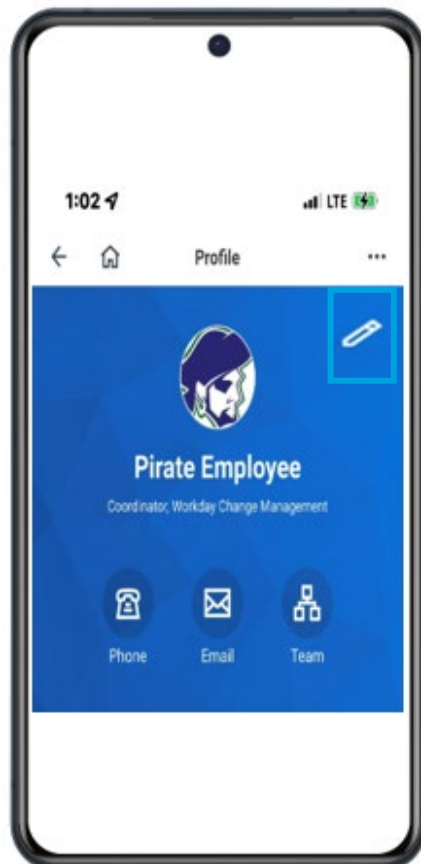 1:02 LTE
Profile
Pirate Employee
Coordinator, Workday Change Management
Phone Email Team